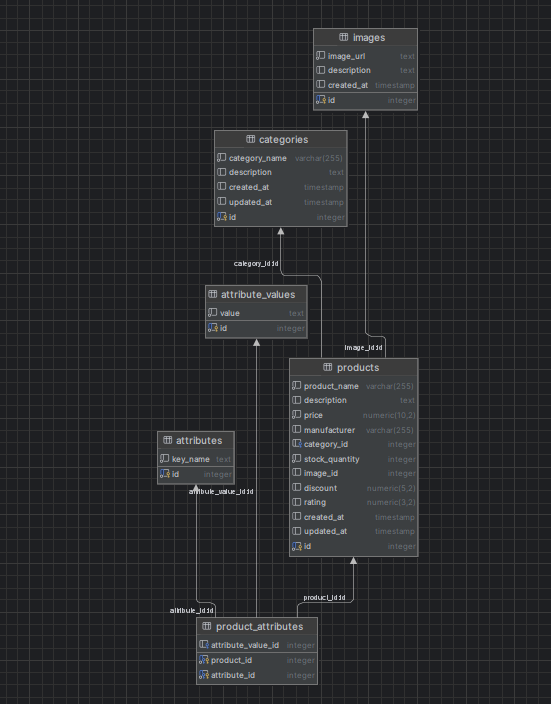 images
image_url text
description text
created_at timestamp
id integer
categories
category_name varchar(255)
description text
created_at timestamp
updated_at timestamp
id integer
category_id:id
attribute_values
value text
id integer
image_id:id
products
product_name varchar(255)
description text
price numeric(10,2)
manufacturer varchar(255)
category_id integer
stock_quantity integer
image_id integer
discount numeric(5,2)
rating numeric(3,2)
created_at timestamp
updated_at timestamp
id integer
attributes
key_name text
id integer
attribute_value_id:id
product_id:id
attribute_id:id
product_attributes
attribute_value_id integer
product_id integer
attribute_id integer